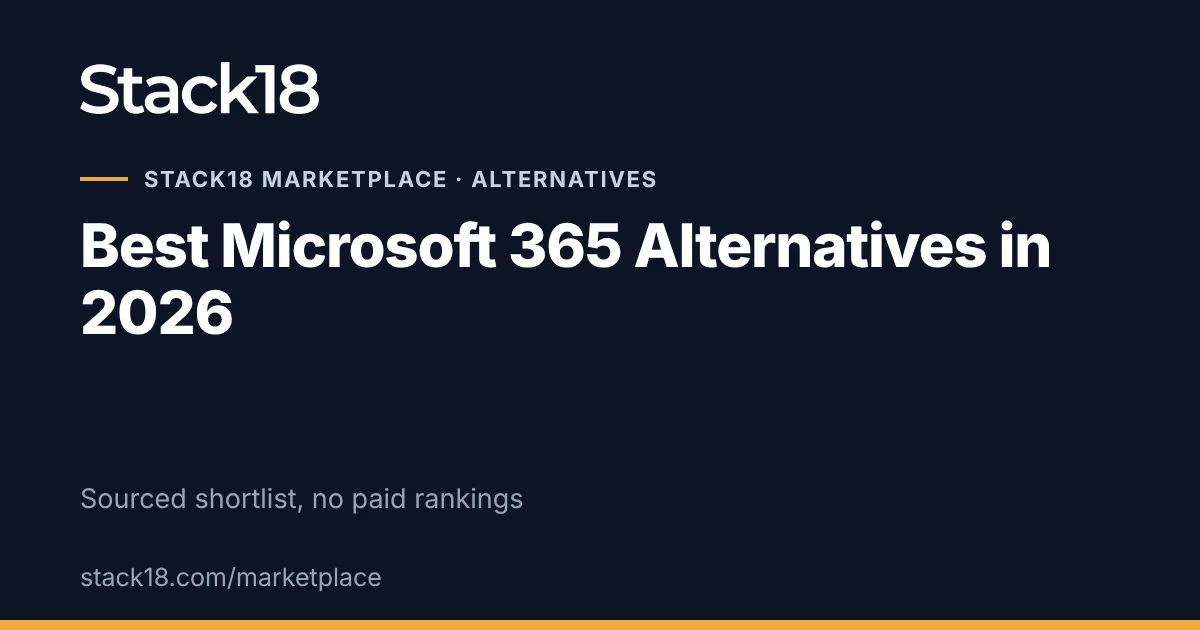 Stack18
STACK18 MARKETPLACE · ALTERNATIVES
Best Microsoft 365 Alternatives in
2026
Sourced shortlist, no paid rankings
stack18.com/marketplace